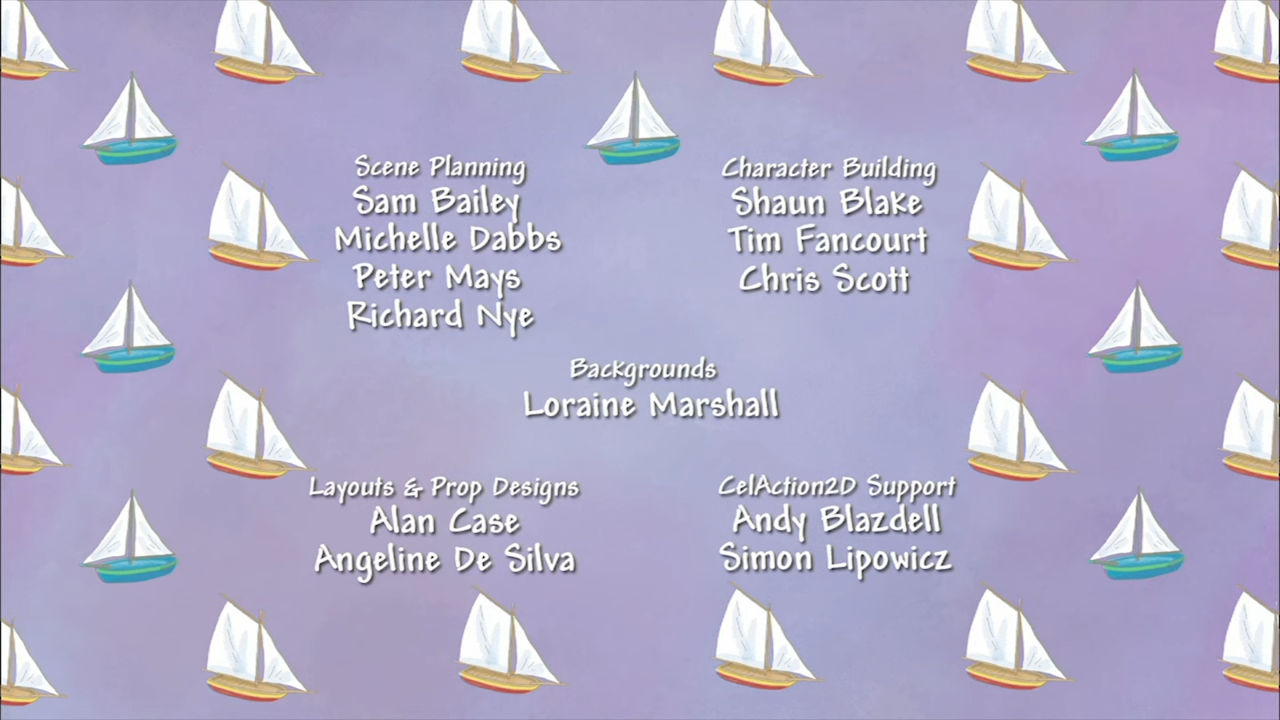 Scene Planning
Sam Bailey
Michelle Dabbs
Peter Mays
Richard Nye
Character Building
Shaun Blake
Tim Fancourt
Chris Scott
Backgrounds
Loraine Marshall
Layouts & Prop Designs
Alan Case
Angeline De Silva
CelAction2D Support
Andy Blazdell
Simon Lipowicz